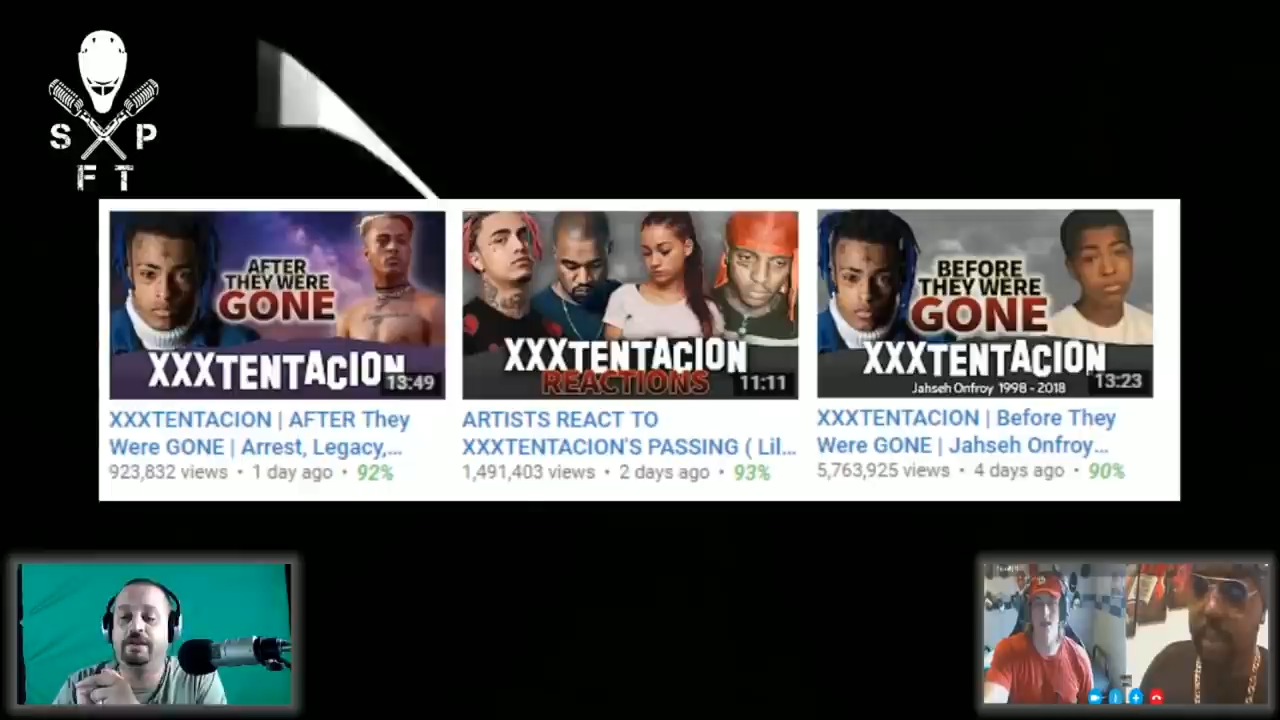 S P
F T
AFTER
THEY WERE
GONE
XXXTENTACION
13:49
XXXTENTACION | AFTER They
Were GONE | Arrest, Legacy,...
923,832 views • 1 day ago • 92%
XXXTENTACION
REACTIONS
11:11
ARTISTS REACT TO
XXXTENTACION'S PASSING ( Lil...
1,491,403 views • 2 days ago • 93%
BEFORE
THEY WERE
GONE
XXXTENTACION
Jahseh Onfroy 1998 - 2018
13:23
XXXTENTACION | Before They
Were GONE | Jahseh Onfroy...
5,763,925 views • 4 days ago • 90%